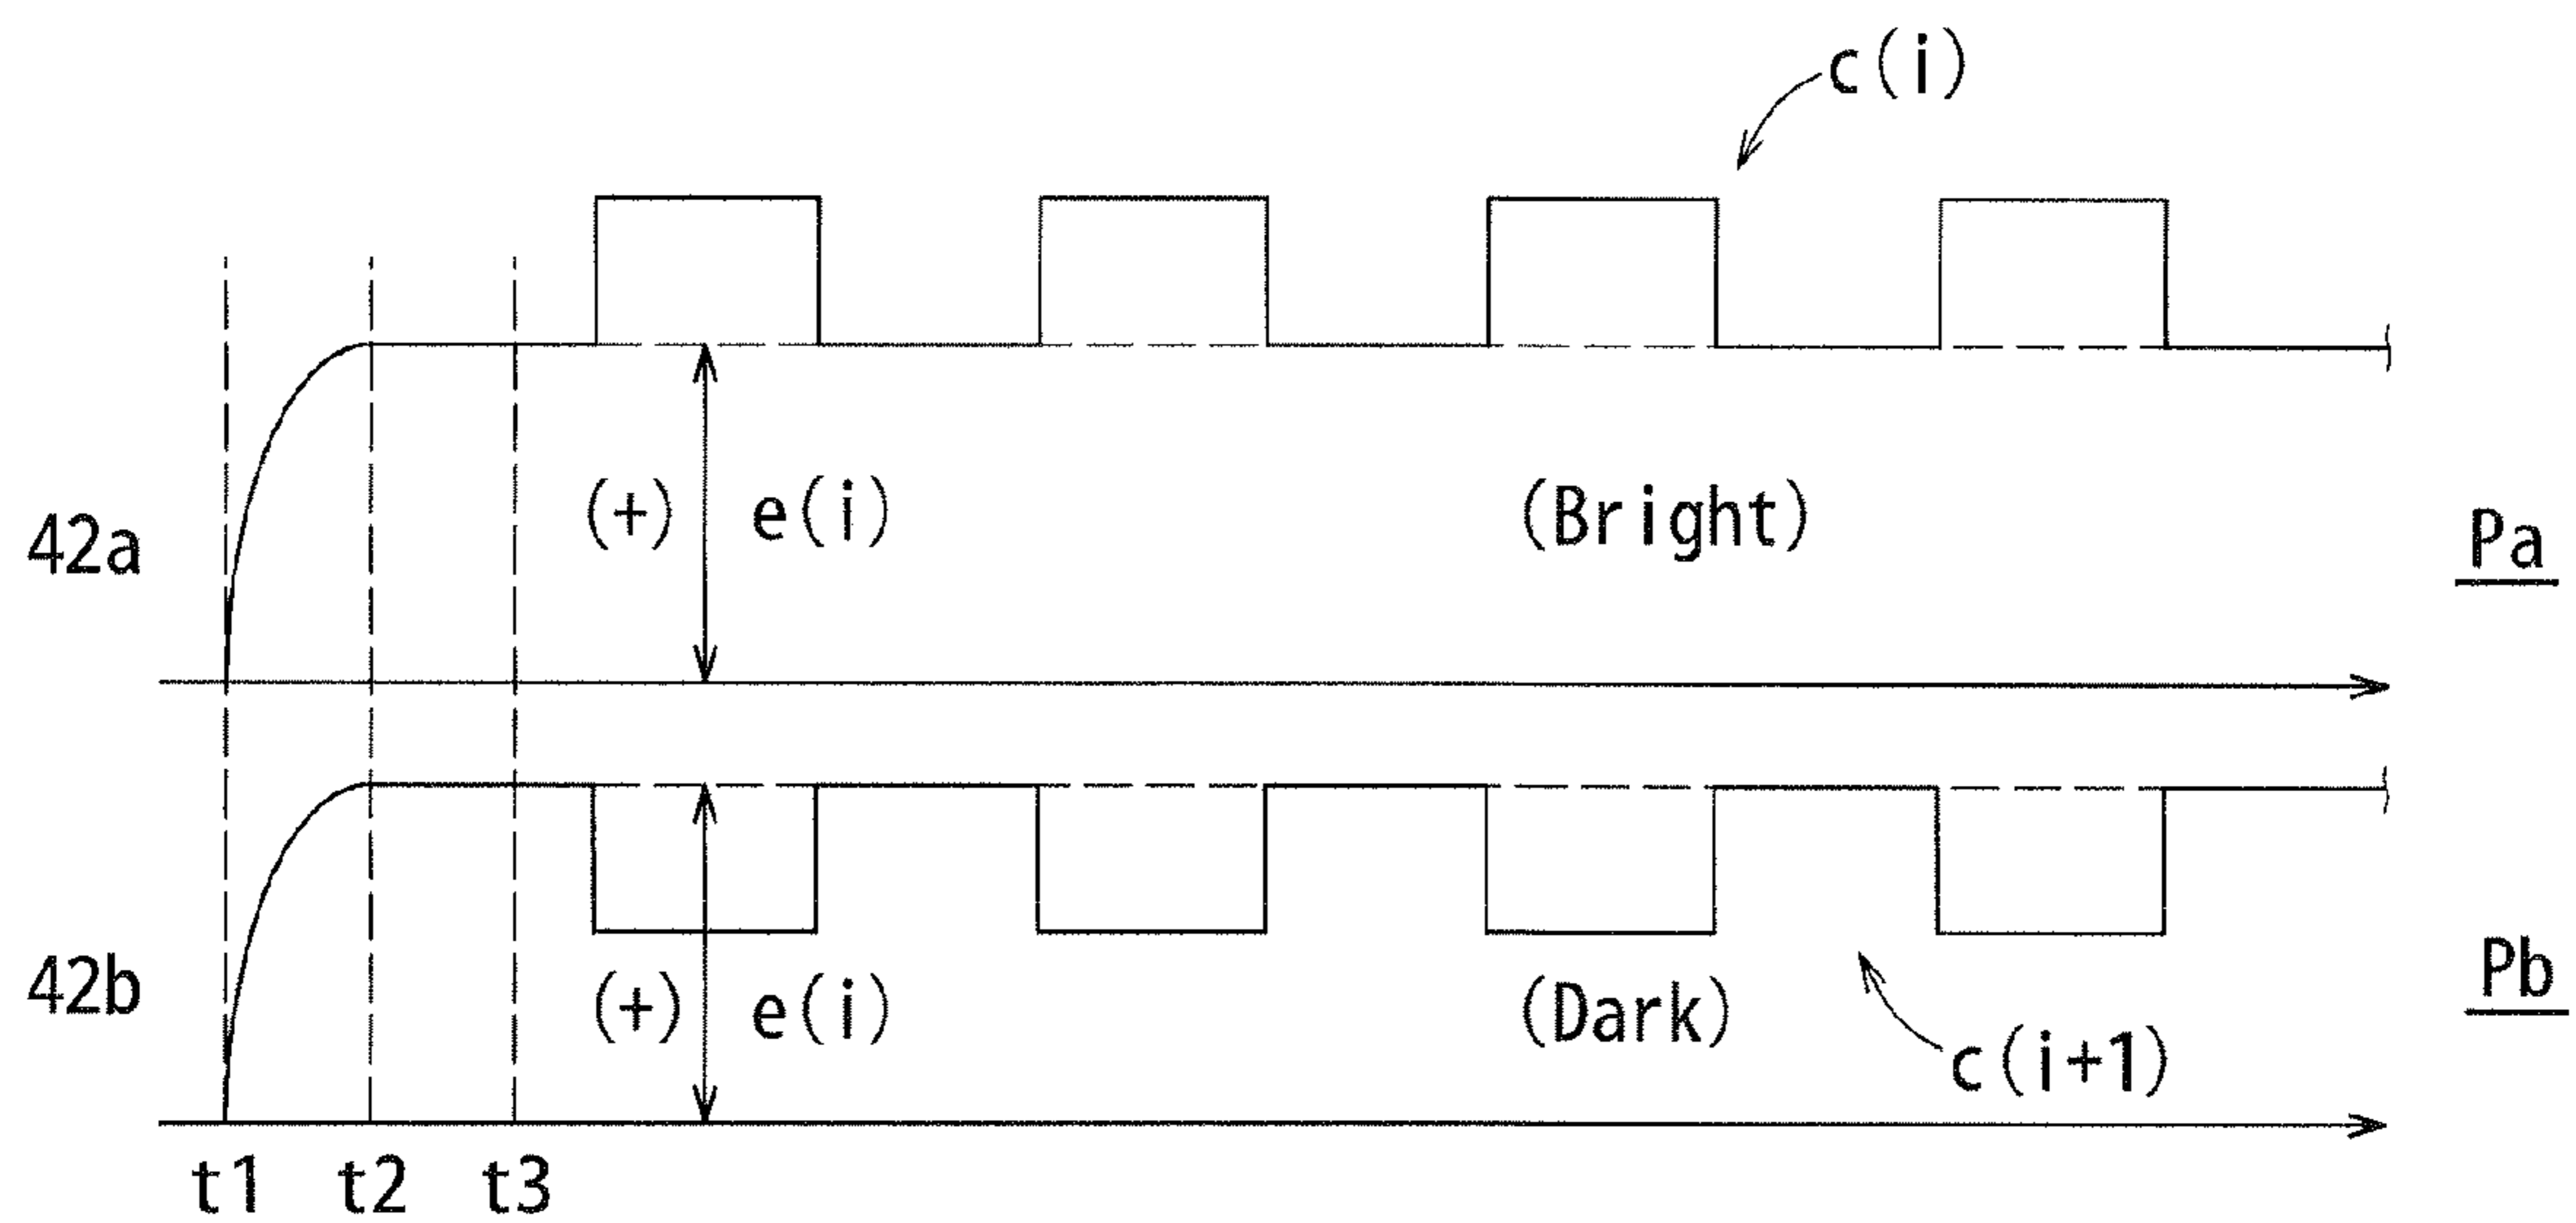 c(i)
42a (+) e(i) (Bright) Pa
42b (+) e(i) (Dark) Pb
c(i+1)
t1 t2 t3